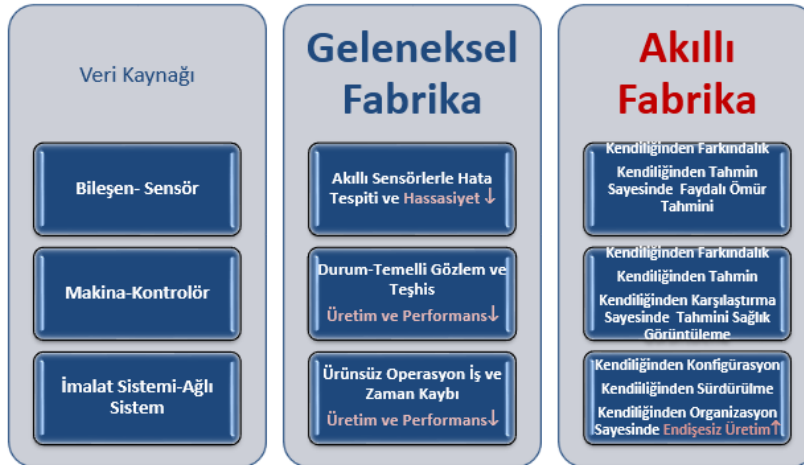 Veri Kaynağı
Bileşen- Sensör
Makina-Kontrolör
İmalat Sistemi-Ağlı
Sistem
Geleneksel
Fabrika
Akıllı Sensörlerle Hata
Tespiti ve Hassasiyet ↓
Durum-Temelli Gözlem ve
Teşhis
Üretim ve Performans↓
Ürünsüz Operasyon İş ve
Zaman Kaybı
Üretim ve Performans↓
Akıllı
Fabrika
Kendiliğinden Farkındalık
Kendiliğinden Tahmin
Sayesinde Faydalı Ömür
Tahmini
Kendiliğinden Farkındalık
Kendiliğinden Tahmin
Kendiliğinden Karşılaştırma
Sayesinde Tahmini Sağlık
Görüntüleme
Kendiliğinden Konfigürasyon
Kendiiliğinden Sürdürülme
Kendiliğinden Organizasyon
Sayesinde Endişesiz Üretim↑